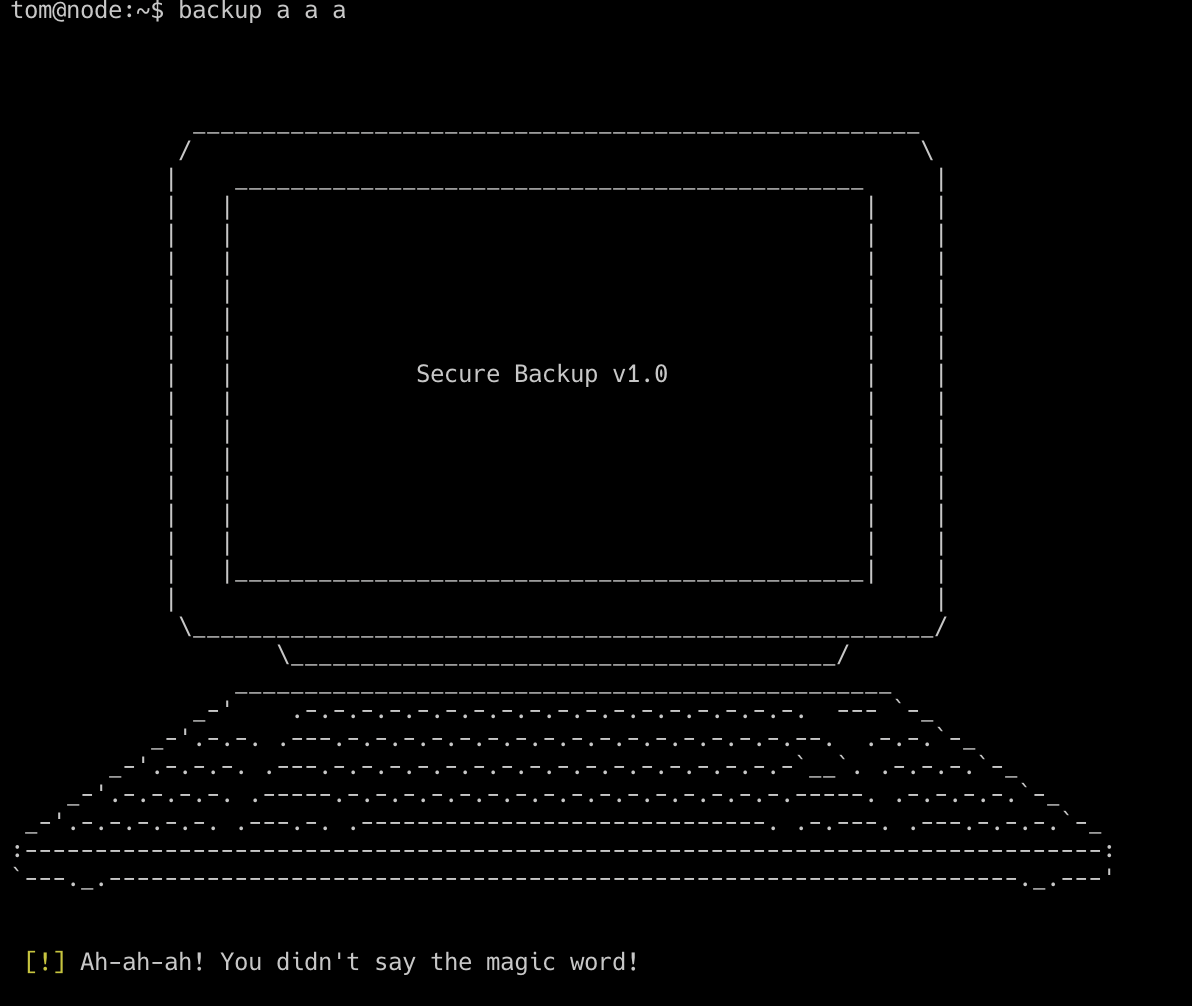 tom@node:~$ backup a a a
Secure Backup v1.0
[!] Ah-ah-ah! You didn't say the magic word!